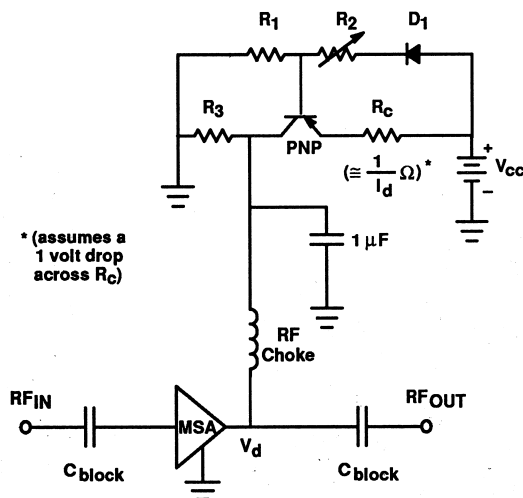 R1 R2 D1
R3 Rc
PNP
(≅ 1/Id Ω)*
+
VCC
−
* (assumes a
1 volt drop
across RC)
1 µF
RF
Choke
RFIN
RFOUT
MSA
Vd
Cblock
Cblock